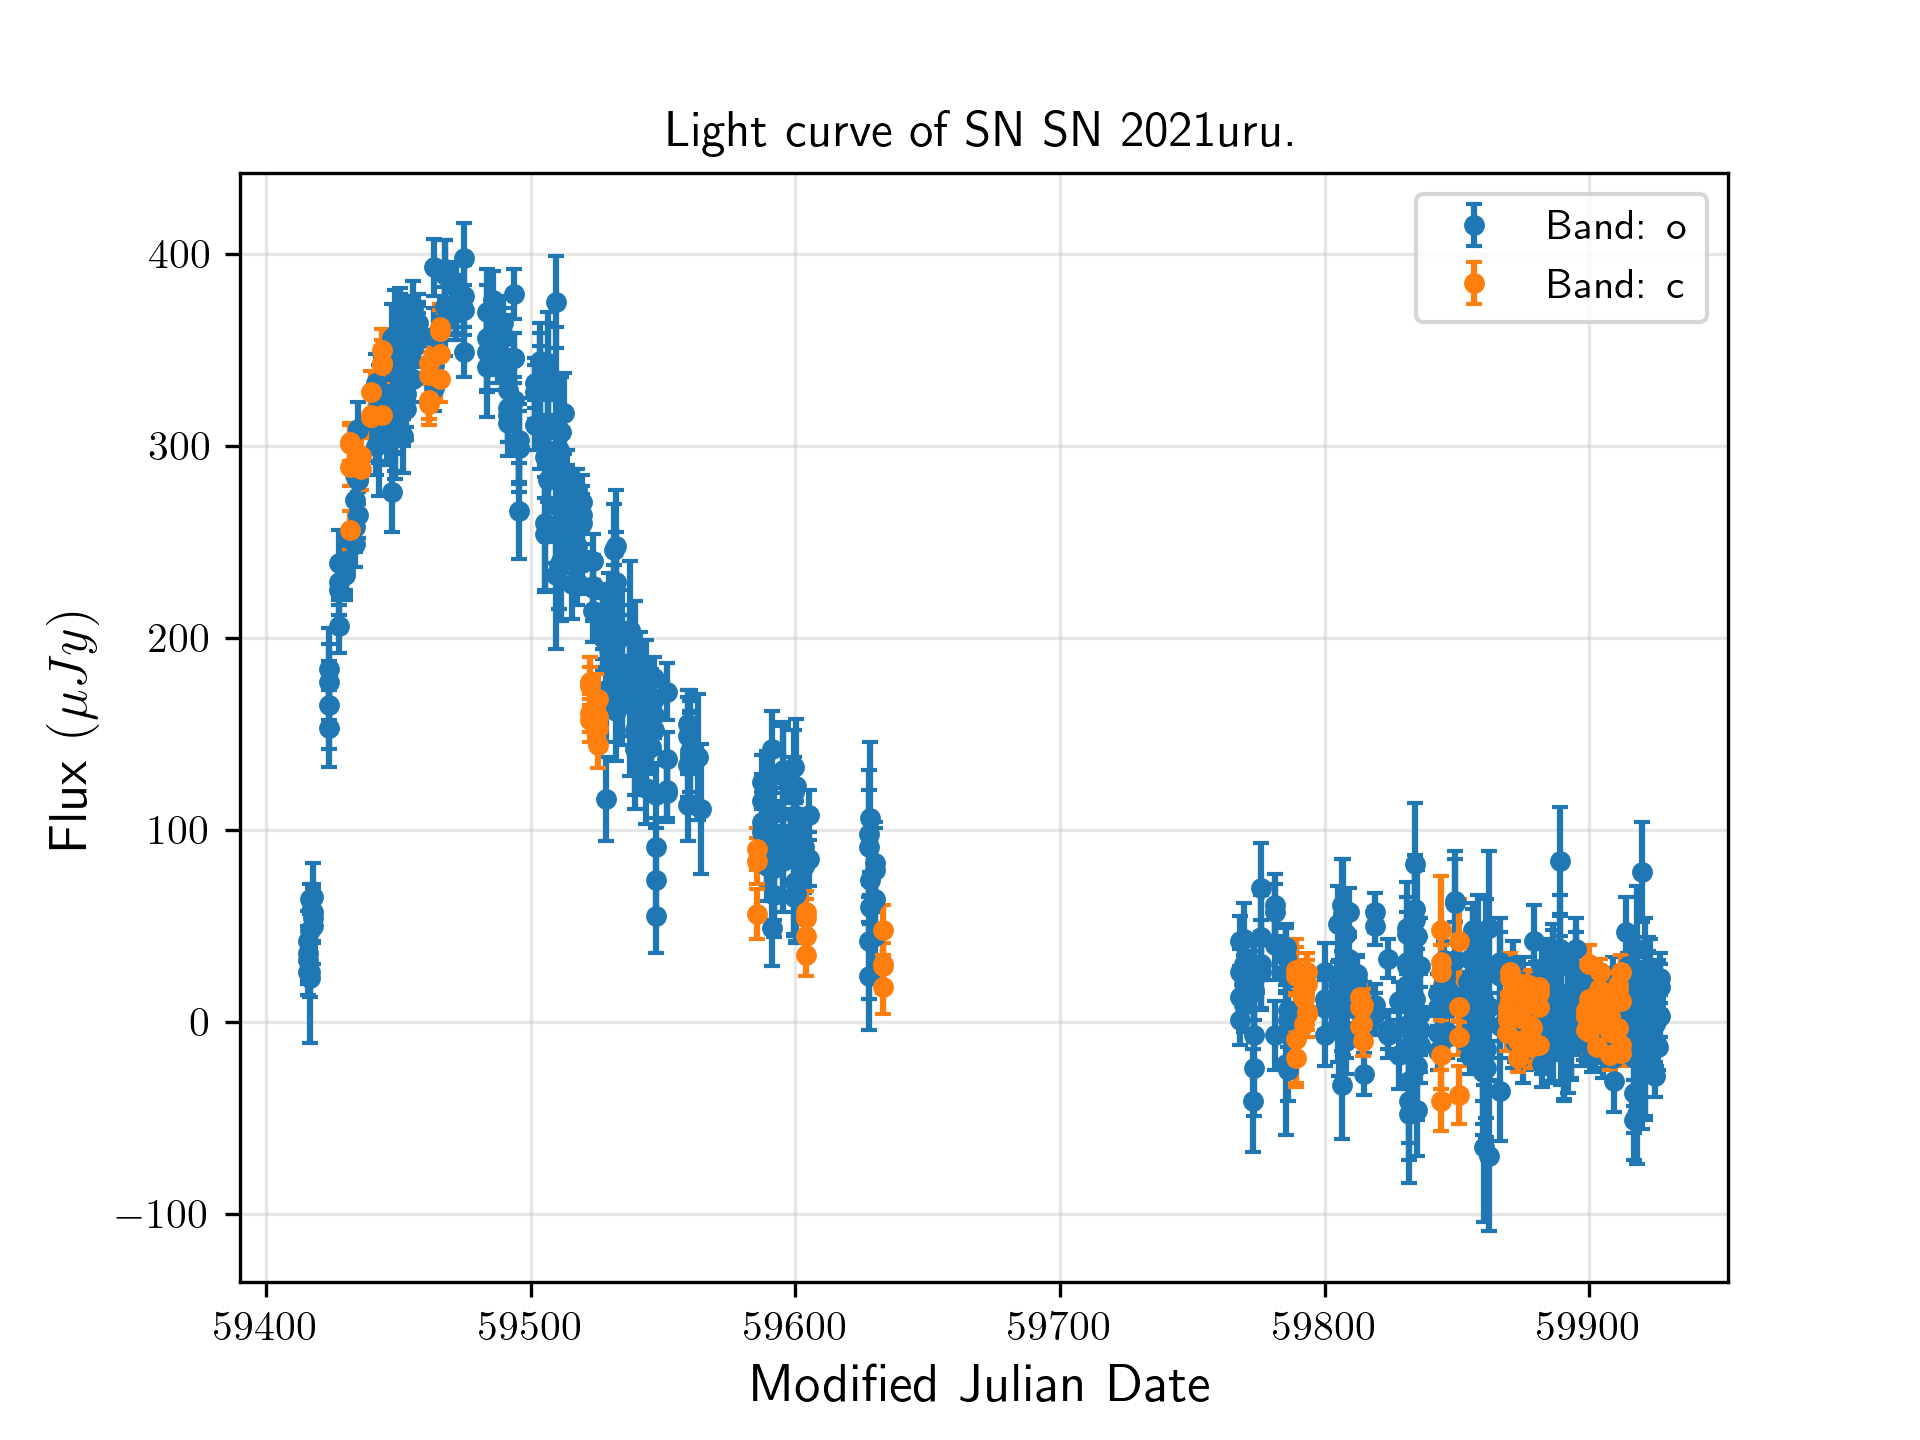 Light curve of SN SN 2021uru.
Band: o
Band: c
400
300
200
100
0
−100
Flux (μJy)
59400 59500 59600 59700 59800 59900
Modified Julian Date